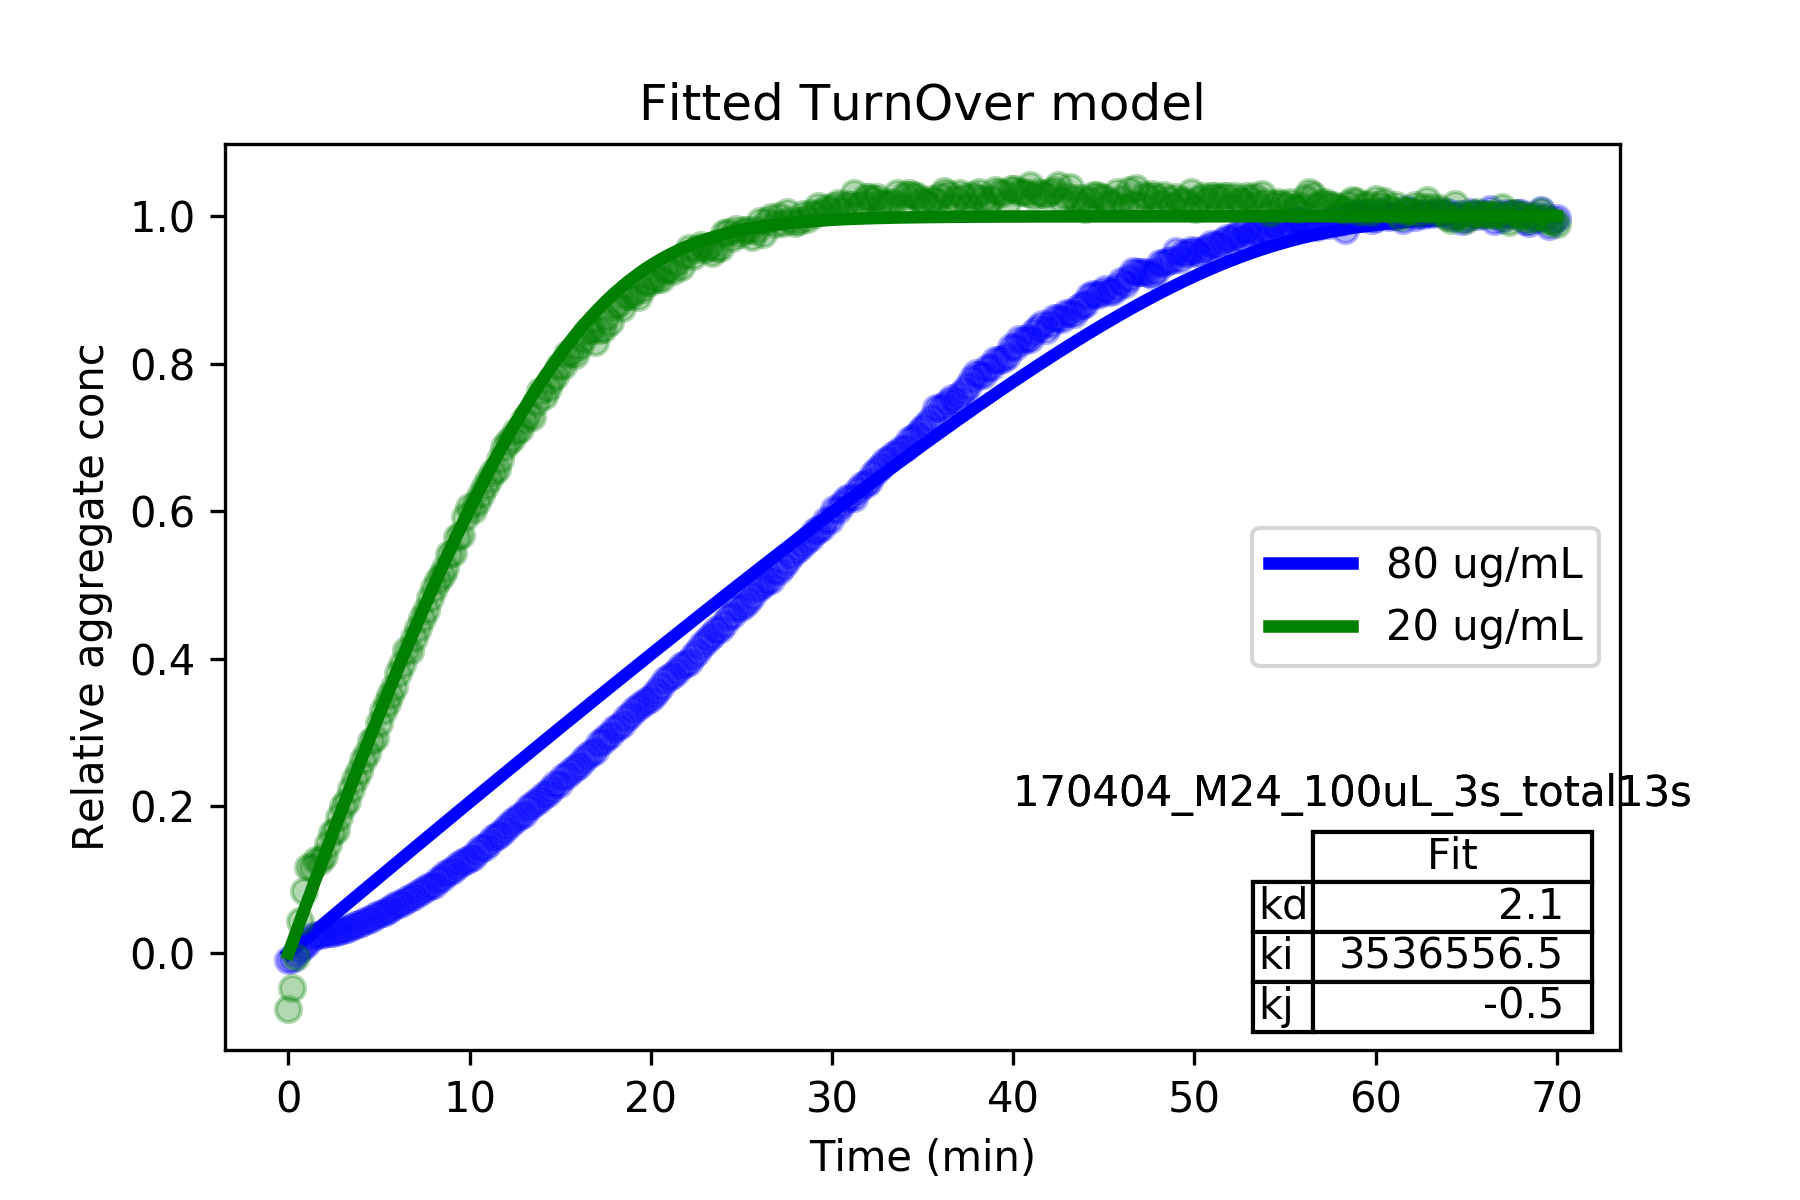 Fitted TurnOver model
Relative aggregate conc
1.0
0.8
0.6
0.4
0.2
0.0
80 ug/mL
20 ug/mL
170404_M24_100uL_3s_total13s
Fit
kd 2.1
ki 3536556.5
kj -0.5
0 10 20 30 40 50 60 70
Time (min)